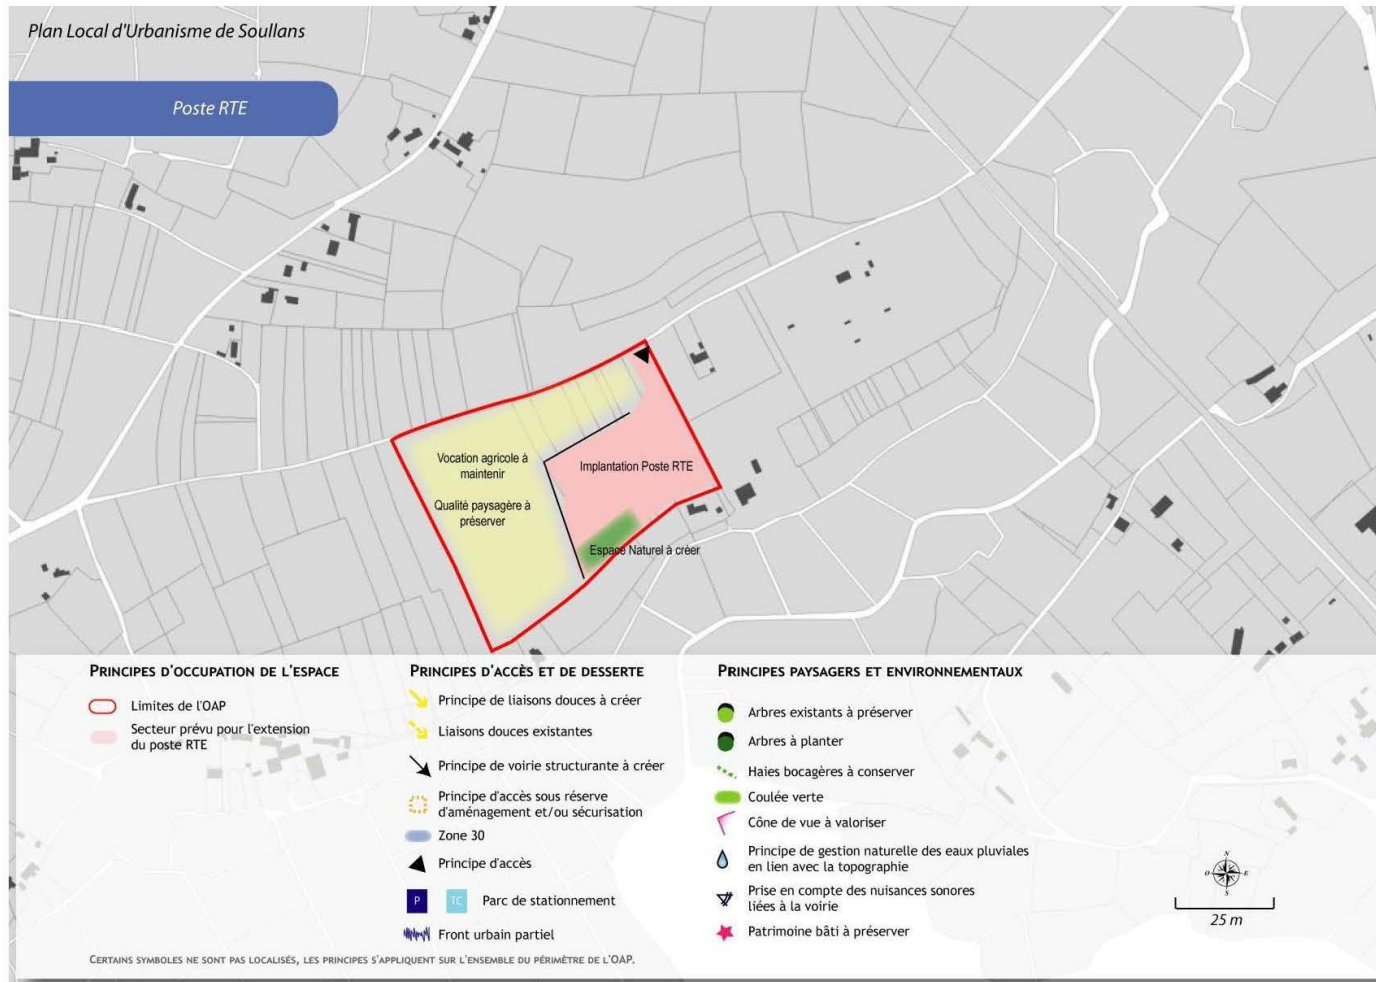 Plan Local d'Urbanisme de Soullans
Poste RTE
Vocation agricole à
maintenir
Qualité paysagère à
préserver
Implantation Poste RTE
Espace Naturel à créer
PRINCIPES D'OCCUPATION DE L'ESPACE
Limites de l'OAP
Secteur prévu pour l'extension
du poste RTE
PRINCIPES D'ACCÈS ET DE DESSERTE
Principe de liaisons douces à créer
Liaisons douces existantes
Principe de voirie structurante à créer
Principe d'accès sous réserve
d'aménagement et/ou sécurisation
Zone 30
Principe d'accès
P TC Parc de stationnement
Front urbain partiel
PRINCIPES PAYSAGERS ET ENVIRONNEMENTAUX
Arbres existants à préserver
Arbres à planter
Haies bocagères à conserver
Coulée verte
Cône de vue à valoriser
Principe de gestion naturelle des eaux pluviales
en lien avec la topographie
Prise en compte des nuisances sonores
liées à la voirie
Patrimoine bâti à préserver
N
O E
S
25 m
CERTAINS SYMBOLES NE SONT PAS LOCALISÉS, LES PRINCIPES S'APPLIQUENT SUR L'ENSEMBLE DU PÉRIMÈTRE DE L'OAP.